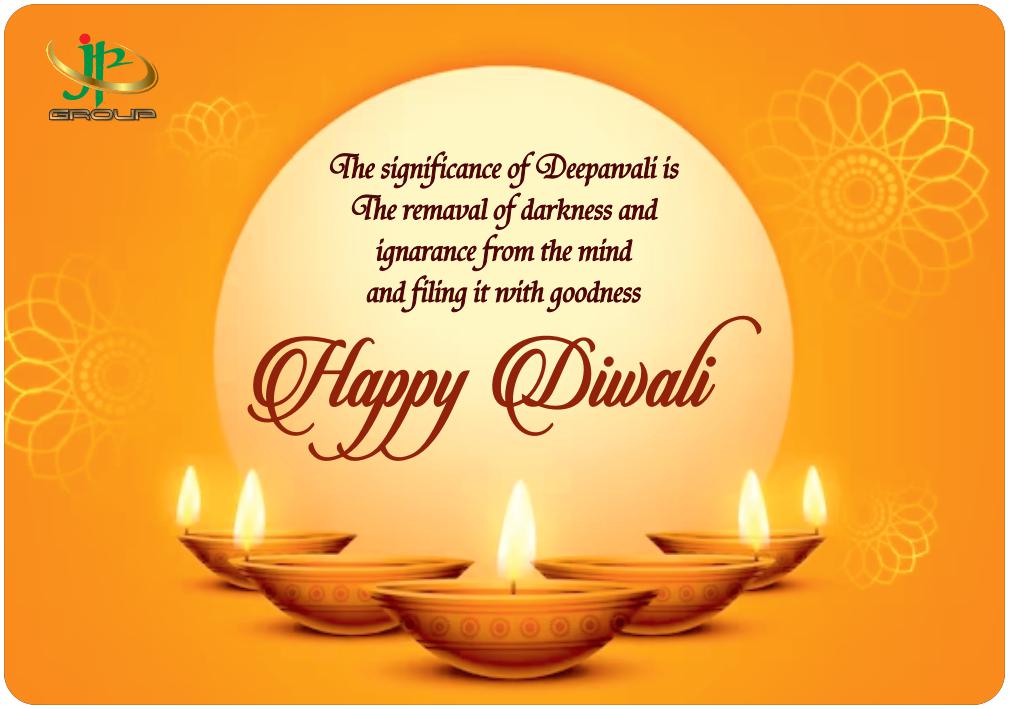 JP
GROUP
The significance of Deepanvali is
The remaval of darkness and
ignarance from the mind
and filing it with goodness
Happy Diwali